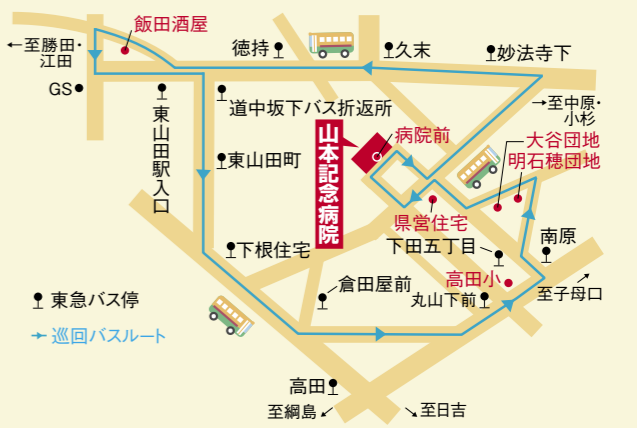 飯田酒屋
←至勝田・
江田
GS
徳持
久末
妙法寺下
→至中原・
小杉
道中坂下バス折返所
東山田駅入口
東山田町
山本記念病院
病院前
大谷団地
明石穂団地
県営住宅
下田五丁目
南原
下根住宅
高田小
倉田屋前
丸山下前
至子母口
東急バス停
巡回バスルート
高田
至綱島
至日吉